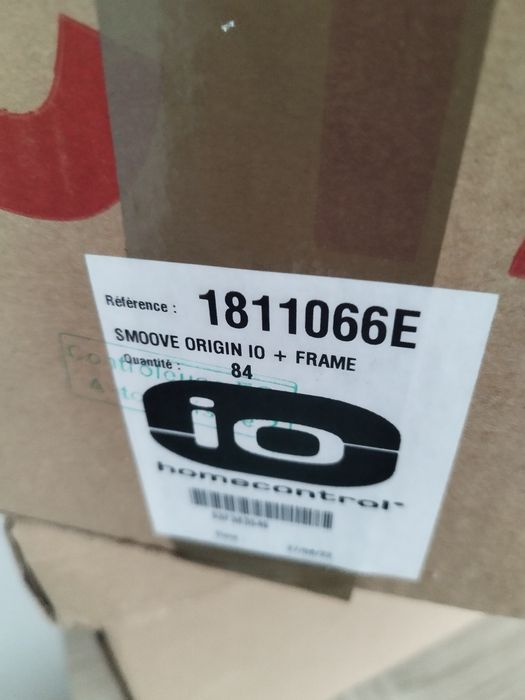 Référence : 1811066E
SMOOVE ORIGIN IO + FRAME
Quantité : 84
io
homecontrol